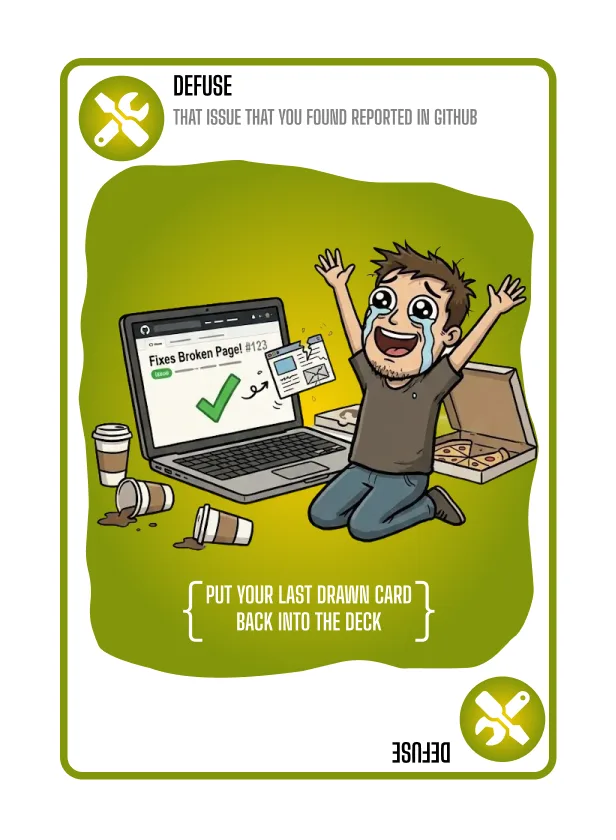 DEFUSE
THAT ISSUE THAT YOU FOUND REPORTED IN GITHUB
Fixes Broken Page! #123
PUT YOUR LAST DRAWN CARD
BACK INTO THE DECK
DEFUSE